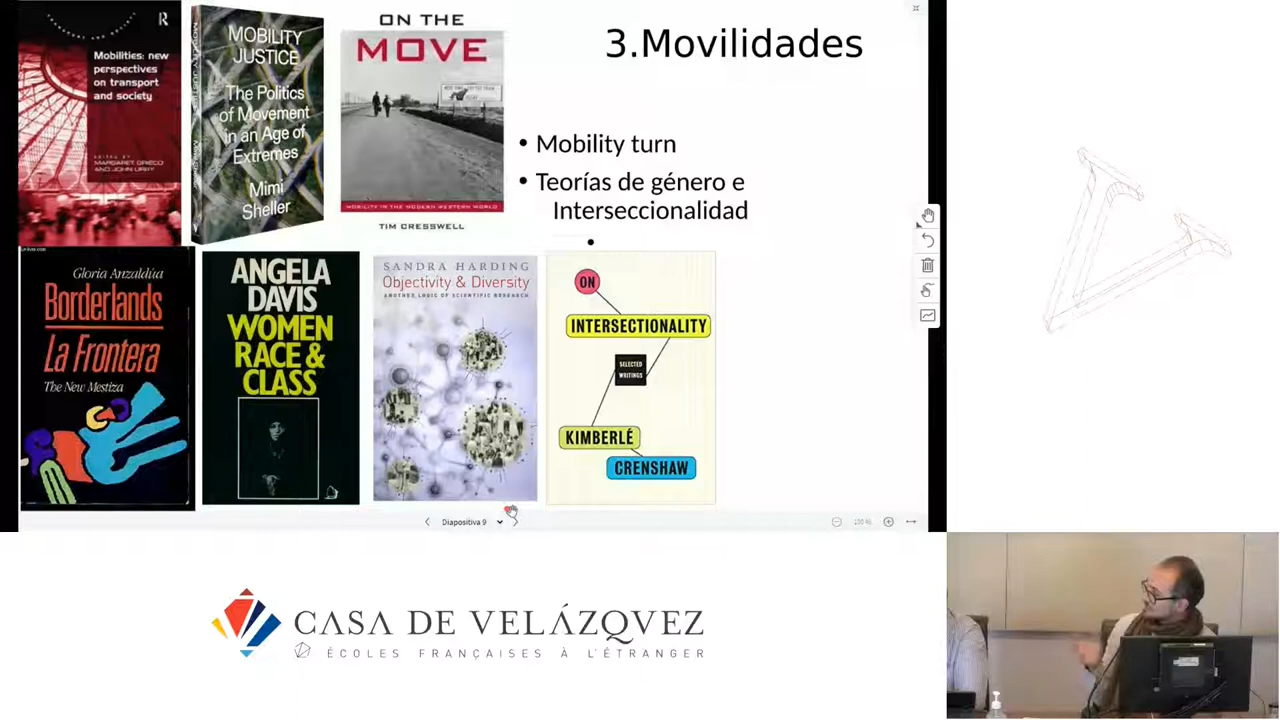 R
Mobilities: new
perspectives
on transport
and society
EDITED BY
MARGARET GRIECO
AND JOHN URRY
MOBILITY
JUSTICE
The Politics
of Movement
in an Age of
Extremes
Mimi
Sheller
ON THE
MOVE
MOBILITY IN THE MODERN WESTERN WORLD
TIM CRESSWELL
3.Movilidades
• Mobility turn
• Teorías de género e
Interseccionalidad
•
Gloria Anzaldúa
Borderlands
La Frontera
The New Mestiza
ANGELA
DAVIS
WOMEN
RACE &
CLASS
SANDRA HARDING
Objectivity & Diversity
ANOTHER LOGIC OF SCIENTIFIC RESEARCH
ON
INTERSECTIONALITY
SELECTED
WRITINGS
KIMBERLÉ
CRENSHAW
Diapositiva 9
CASA DE VELÁZQVEZ
ÉCOLES FRANÇAISES À L'ÉTRANGER